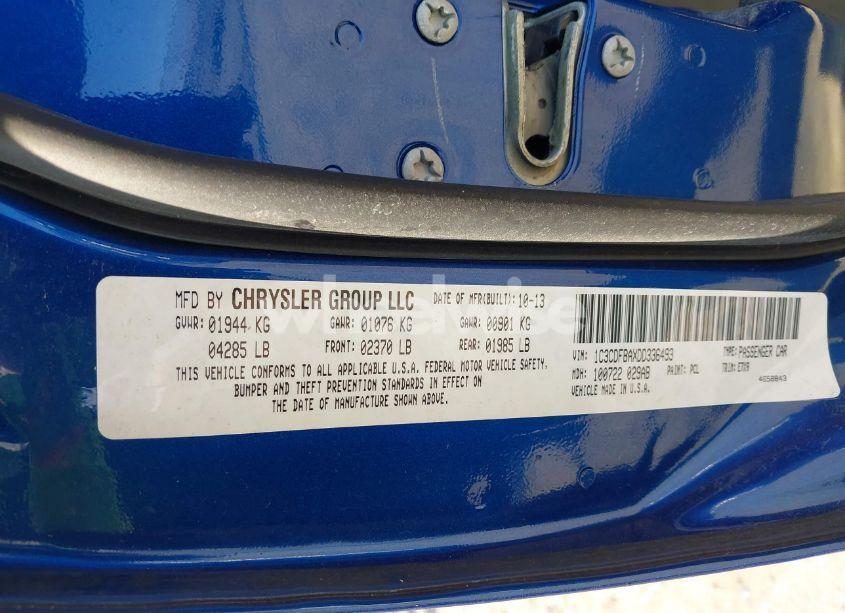 MFD BY CHRYSLER GROUP LLC DATE OF MFR(BUILT): 10-13
GVWR: 01944 KG GAWR: 01076 KG GAWR: 00901 KG
04285 LB FRONT: 02370 LB REAR: 01985 LB
THIS VEHICLE CONFORMS TO ALL APPLICABLE U.S.A. FEDERAL MOTOR VEHICLE SAFETY,
BUMPER AND THEFT PREVENTION STANDARDS IN EFFECT ON
THE DATE OF MANUFACTURE SHOWN ABOVE.
VIN: 1C3CDFBAXDD336493 TYPE: PASSENGER CAR
MDH: 100722 029AB PAINT: PCL TRIM:
VEHICLE MADE IN U.S.A. 4658843